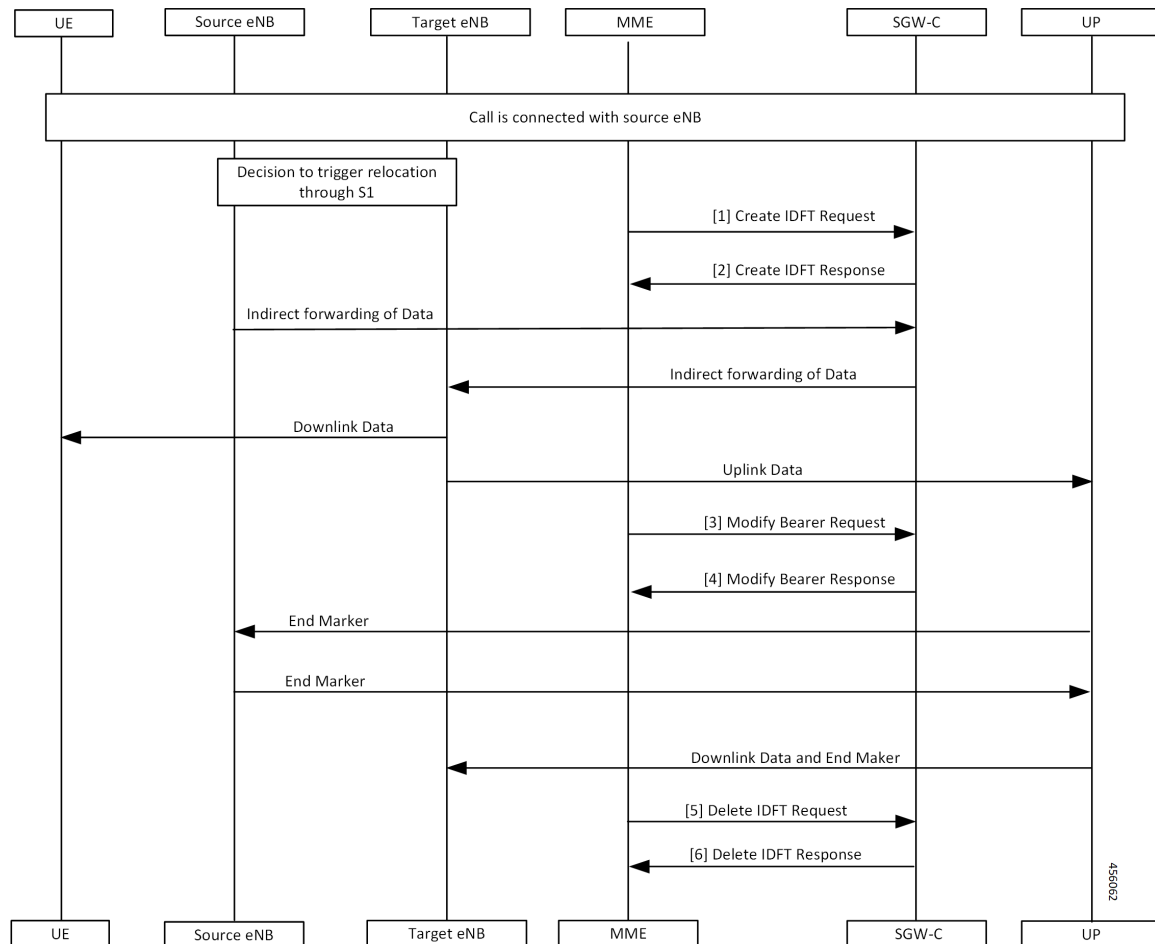 UE
Source eNB
Target eNB
MME
SGW-C
UP
Call is connected with source eNB
Decision to trigger relocation
through S1
[1] Create IDFT Request
[2] Create IDFT Response
Indirect forwarding of Data
Indirect forwarding of Data
Downlink Data
Uplink Data
[3] Modify Bearer Request
[4] Modify Bearer Response
End Marker
End Marker
Downlink Data and End Maker
[5] Delete IDFT Request
[6] Delete IDFT Response
456062
UE
Source eNB
Target eNB
MME
SGW-C
UP